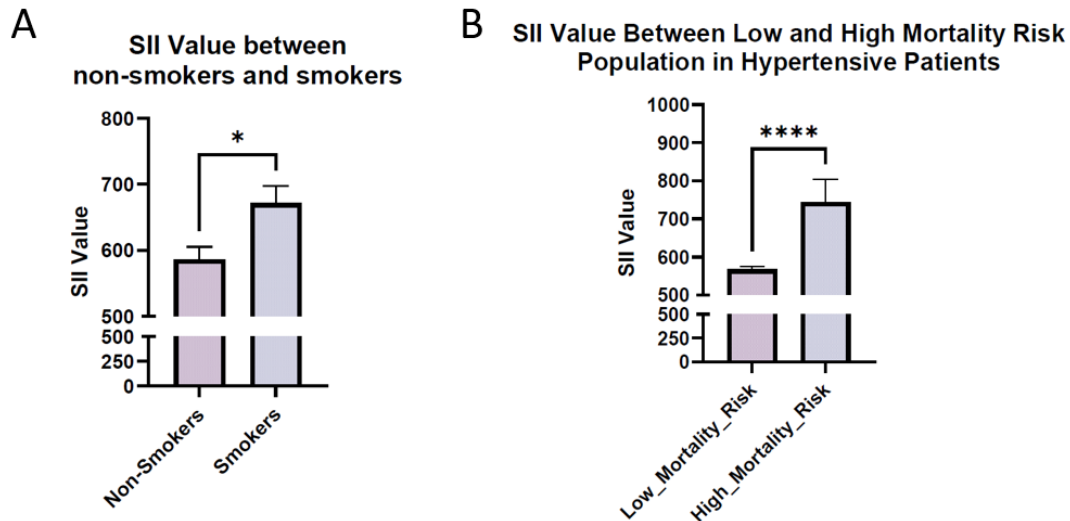 A
SII Value between
non-smokers and smokers
800
700
600
500
500
250
0
SII Value
*
Non-Smokers
Smokers
B
SII Value Between Low and High Mortality Risk
Population in Hypertensive Patients
1000
900
800
700
600
500
500
250
0
SII Value
****
Low_Mortality_Risk
High_Mortality_Risk